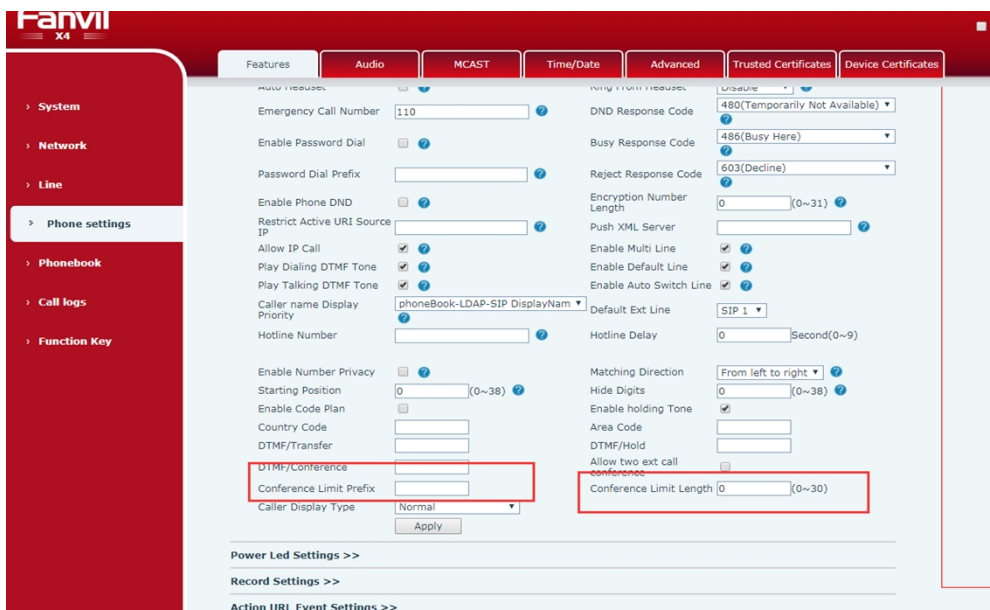 Fanvil
X4
Features Audio MCAST Time/Date Advanced Trusted Certificates Device Certificates
› System
› Network
› Line
› Phone settings
› Phonebook
› Call logs
› Function Key
Auto Headset Ring From Headset Disable
Emergency Call Number 110 DND Response Code 480(Temporarily Not Available)
Enable Password Dial Busy Response Code 486(Busy Here)
Password Dial Prefix Reject Response Code 603(Decline)
Enable Phone DND Encryption Number
Length 0 (0~31)
Restrict Active URI Source
IP Push XML Server
Allow IP Call Enable Multi Line
Play Dialing DTMF Tone Enable Default Line
Play Talking DTMF Tone Enable Auto Switch Line
Caller name Display
Priority phoneBook-LDAP-SIP DisplayNam Default Ext Line SIP 1
Hotline Number Hotline Delay 0 Second(0~9)
Enable Number Privacy Matching Direction From left to right
Starting Position 0 (0~38) Hide Digits 0 (0~38)
Enable Code Plan Enable holding Tone
Country Code Area Code
DTMF/Transfer DTMF/Hold
DTMF/Conference Allow two ext call
conference
Conference Limit Prefix Conference Limit Length 0 (0~30)
Caller Display Type Normal
Apply
Power Led Settings >>
Record Settings >>
Action URL Event Settings >>